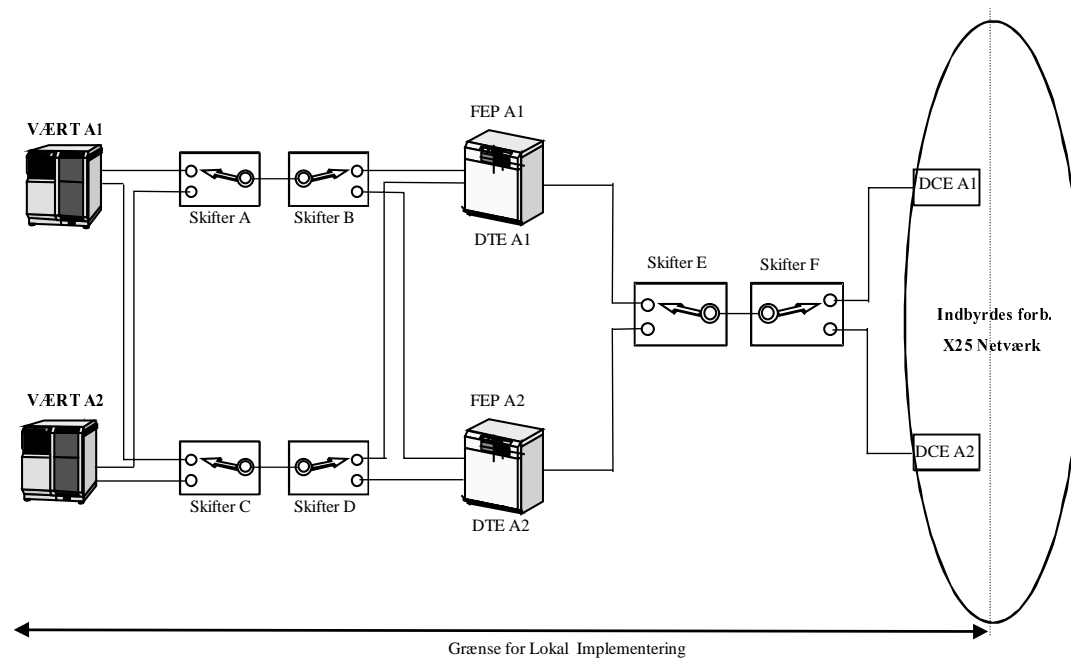 FEP A1
VÆRT A1
DCE A1
Skifter A
Skifter B
DTE A1
Skifter E
Skifter F
Indbyrdes forb.
X25 Netværk
VÆRT A2
FEP A2
DCE A2
Skifter C
Skifter D
DTE A2
Grænse for Lokal Implementering